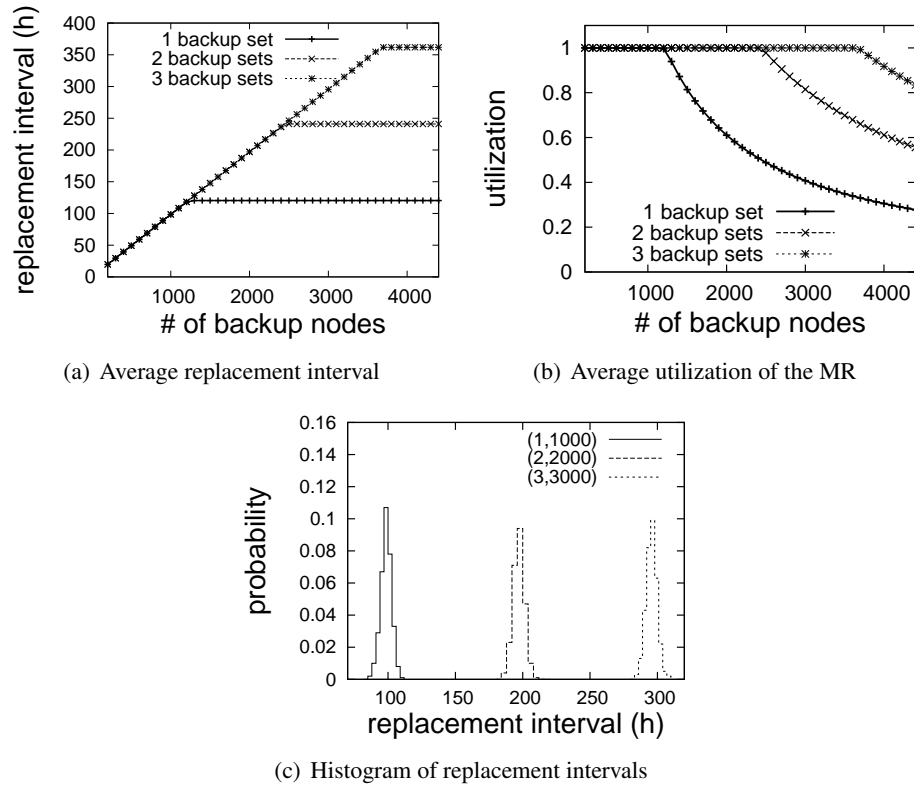 400
350
300
250
200
150
100
50
0
replacement interval (h)
1 backup set
2 backup sets
3 backup sets
1000 2000 3000 4000
# of backup nodes
(a) Average replacement interval
1
0.8
0.6
0.4
0.2
0
utilization
1 backup set
2 backup sets
3 backup sets
1000 2000 3000 4000
# of backup nodes
(b) Average utilization of the MR
0.16
0.14
0.12
0.1
0.08
0.06
0.04
0.02
0
probability
(1,1000)
(2,2000)
(3,3000)
100 150 200 250 300
replacement interval (h)
(c) Histogram of replacement intervals